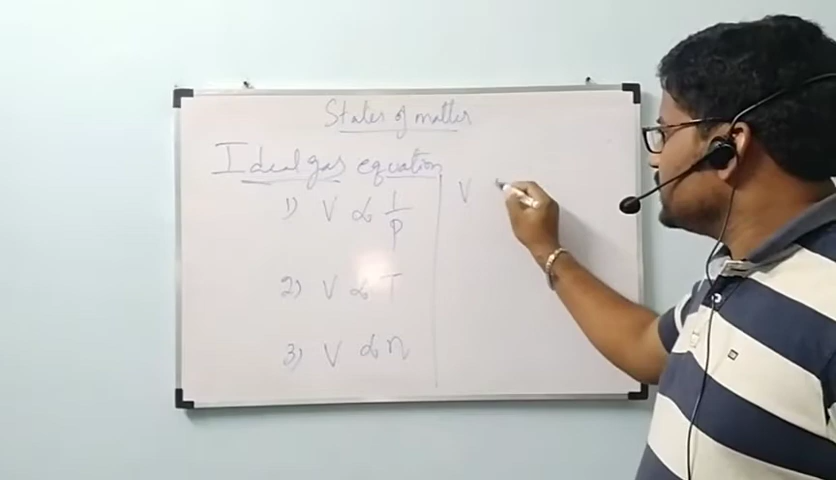 States of matter
Ideal gas equation
1) V ∝ 1/P
2) V ∝ T
3) V ∝ n
V